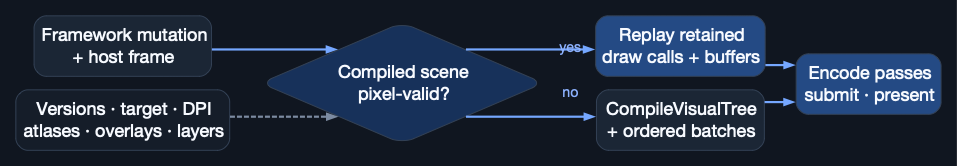 Framework mutation
+ host frame
Versions · target · DPI
atlases · overlays · layers
Compiled scene
pixel-valid?
yes
no
Replay retained
draw calls + buffers
CompileVisualTree
+ ordered batches
Encode passes
submit · present